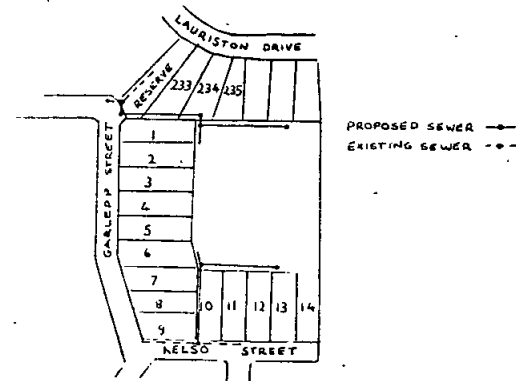 LAURISTON DRIVE
RESERVE
233
234
235
PROPOSED SEWER
EXISTING SEWER
GARLEPP STREET
1
2
3
4
5
6
7
8
9
10
11
12
13
14
KELSO STREET